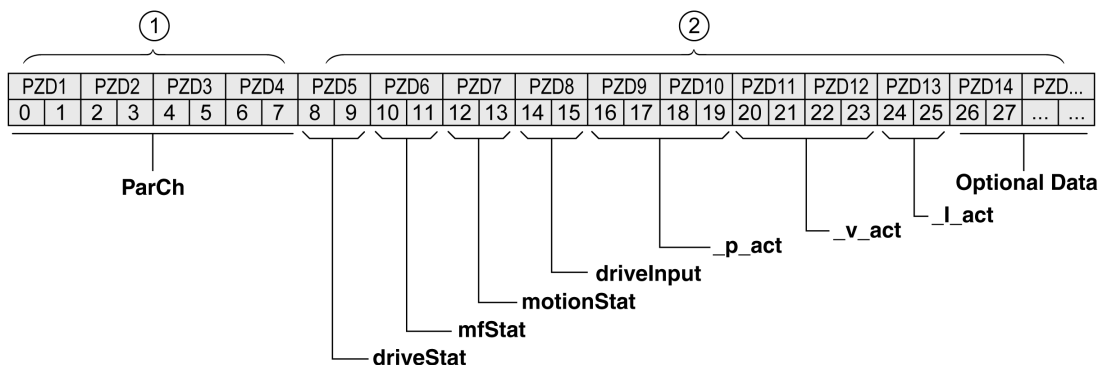 1 2
PZD1 PZD2 PZD3 PZD4 PZD5 PZD6 PZD7 PZD8 PZD9 PZD10 PZD11 PZD12 PZD13 PZD14 PZD...
0 1 2 3 4 5 6 7 8 9 10 11 12 13 14 15 16 17 18 19 20 21 22 23 24 25 26 27 ... ...
ParCh
Optional Data
_I_act
_v_act
_p_act
driveInput
motionStat
mfStat
driveStat